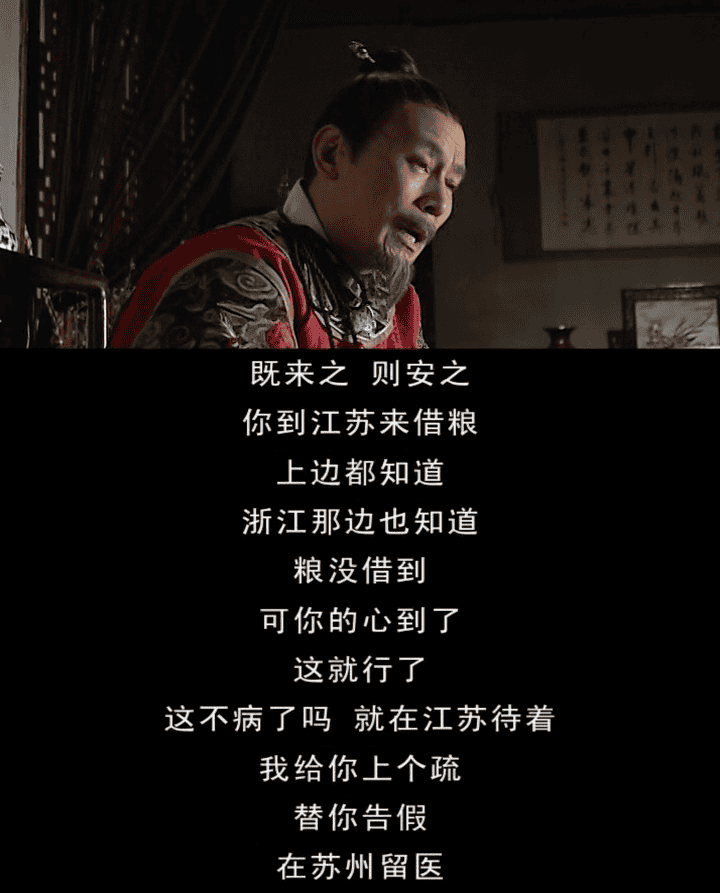 既来之 则安之
你到江苏来借粮
上边都知道
浙江那边也知道
粮没借到
可你的心到了
这就行了
这不病了吗 就在江苏待着
我给你上个疏
替你告假
在苏州留医